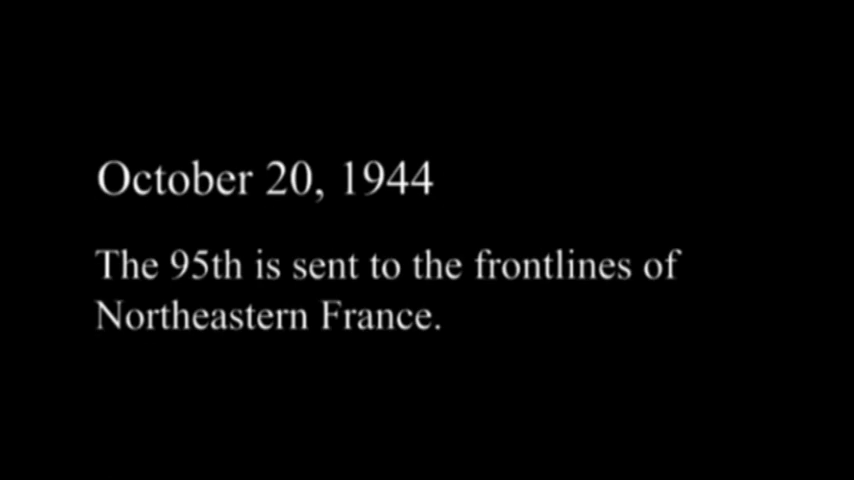 October 20, 1944
The 95th is sent to the frontlines of
Northeastern France.